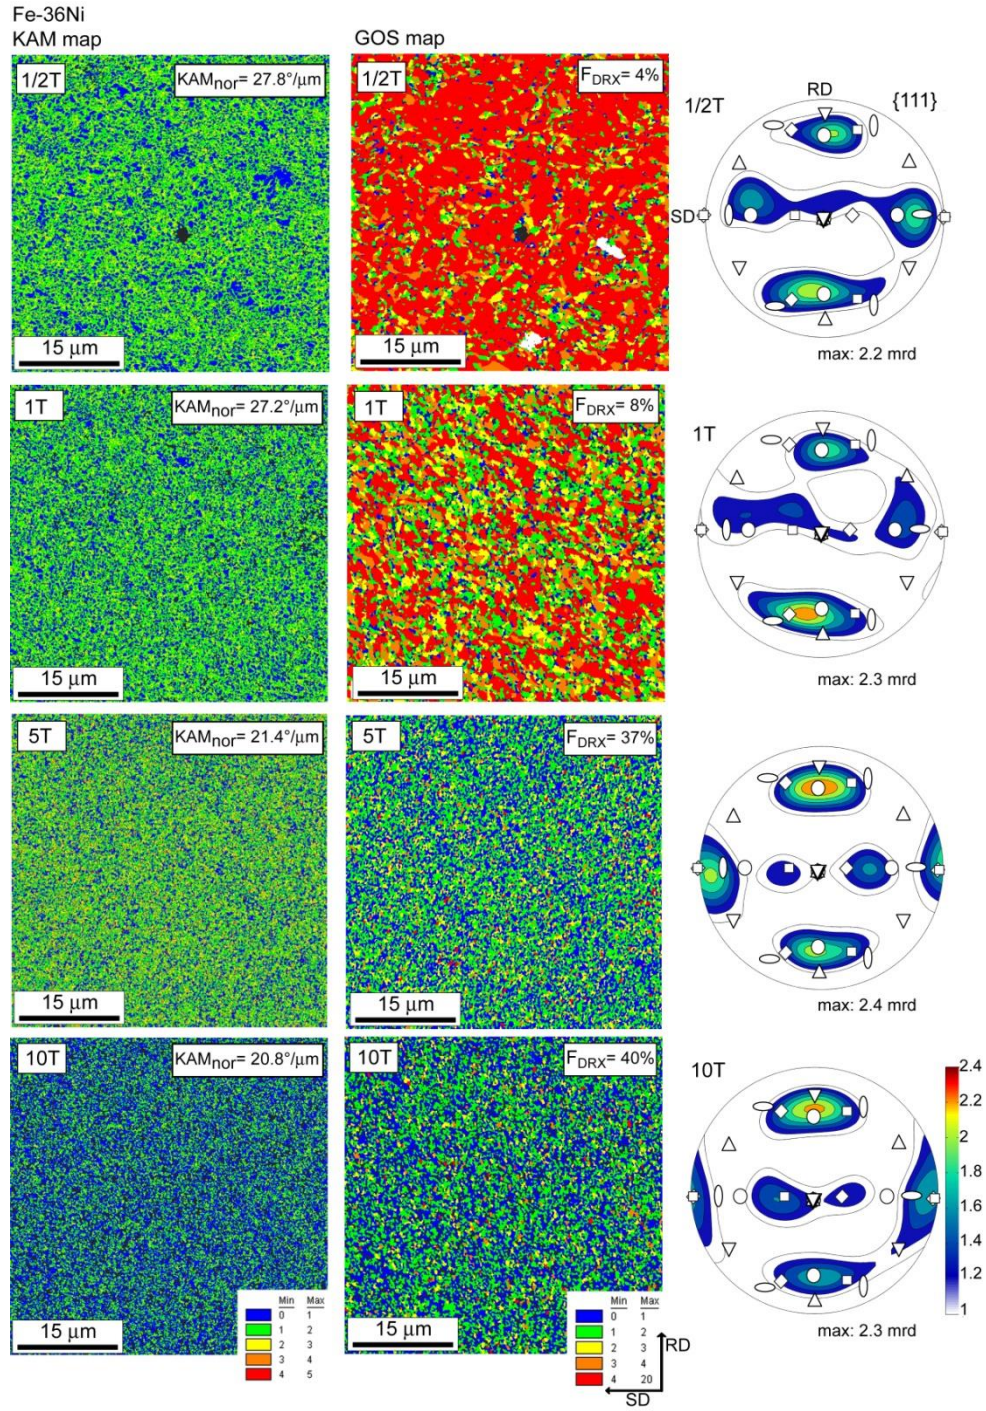 Fe-36Ni
KAM map
GOS map
1/2T
KAMnor= 27.8°/μm
15 μm
1/2T
FDRX= 4%
15 μm
1/2T
RD
{111}
SD
max: 2.2 mrd
1T
KAMnor= 27.2°/μm
15 μm
1T
FDRX= 8%
15 μm
1T
max: 2.3 mrd
5T
KAMnor= 21.4°/μm
15 μm
5T
FDRX= 37%
15 μm
max: 2.4 mrd
10T
KAMnor= 20.8°/μm
15 μm
Min Max
0 1
1 2
2 3
3 4
4 5
10T
FDRX= 40%
15 μm
Min Max
0 1
1 2
2 3
3 4
4 20
RD
SD
10T
2.4
2.2
2
1.8
1.6
1.4
1.2
1
max: 2.3 mrd